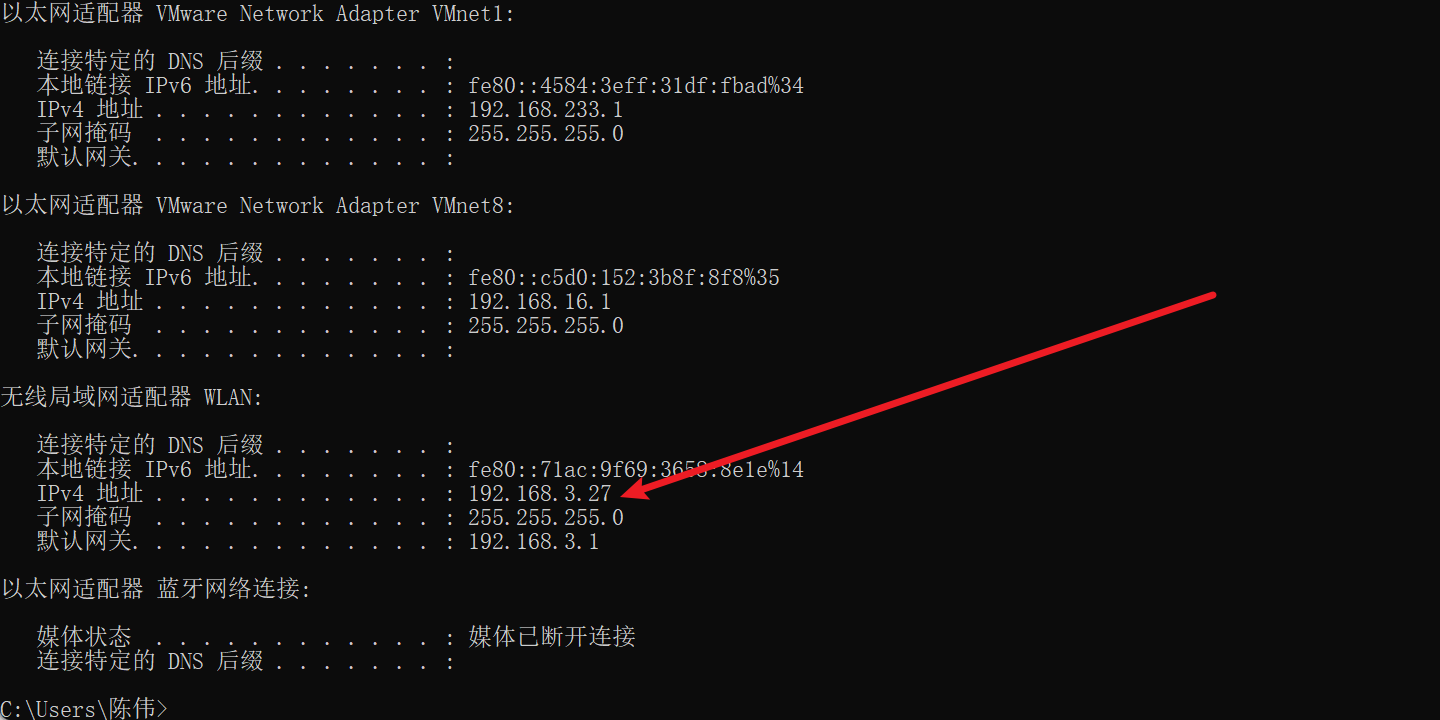 以太网适配器 VMware Network Adapter VMnet1:
连接特定的 DNS 后缀 . . . . . . . :
本地链接 IPv6 地址. . . . . . . . : fe80::4584:3eff:31df:fbad%34
IPv4 地址 . . . . . . . . . . . . : 192.168.233.1
子网掩码  . . . . . . . . . . . . : 255.255.255.0
默认网关. . . . . . . . . . . . . :
以太网适配器 VMware Network Adapter VMnet8:
连接特定的 DNS 后缀 . . . . . . . :
本地链接 IPv6 地址. . . . . . . . : fe80::c5d0:152:3b8f:8f8%35
IPv4 地址 . . . . . . . . . . . . : 192.168.16.1
子网掩码  . . . . . . . . . . . . : 255.255.255.0
默认网关. . . . . . . . . . . . . :
无线局域网适配器 WLAN:
连接特定的 DNS 后缀 . . . . . . . :
本地链接 IPv6 地址. . . . . . . . : fe80::71ac:9f69:3658:8e1e%14
IPv4 地址 . . . . . . . . . . . . : 192.168.3.27
子网掩码  . . . . . . . . . . . . : 255.255.255.0
默认网关. . . . . . . . . . . . . : 192.168.3.1
以太网适配器 蓝牙网络连接:
媒体状态  . . . . . . . . . . . . : 媒体已断开连接
连接特定的 DNS 后缀 . . . . . . . :
C:\Users\陈伟>